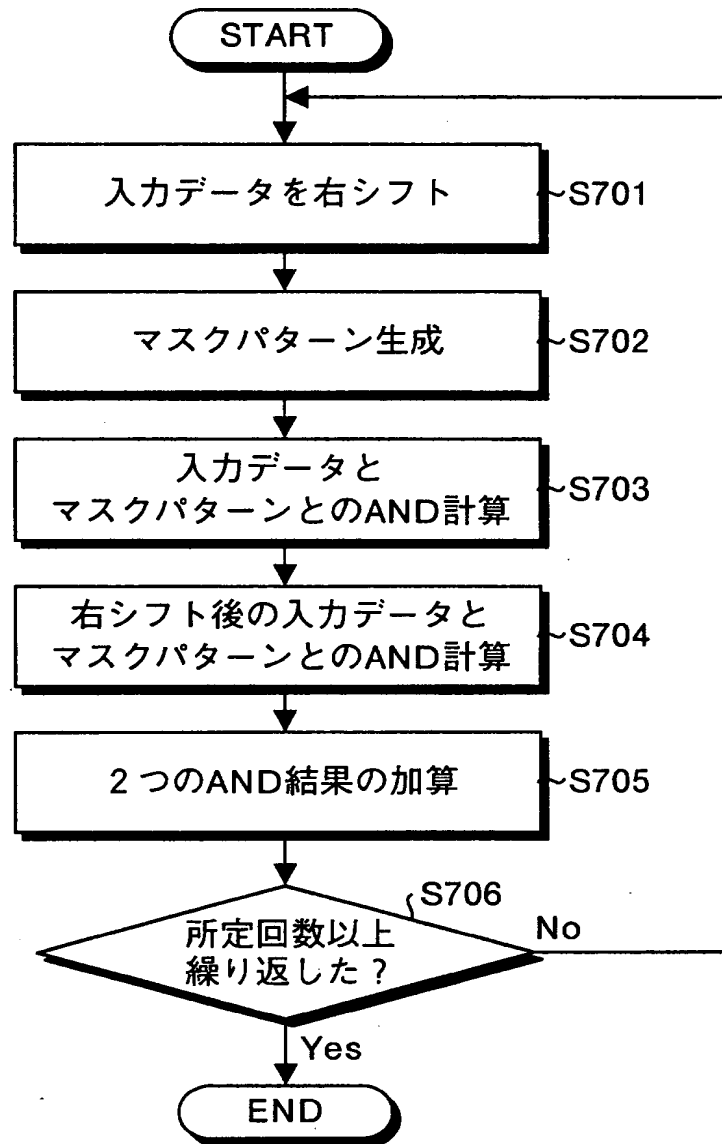 START
入力データを右シフト
S701
マスクパターン生成
S702
入力データと
マスクパターンとのAND計算
S703
右シフト後の入力データと
マスクパターンとのAND計算
S704
2つのAND結果の加算
S705
S706
所定回数以上
繰り返した?
No
Yes
END